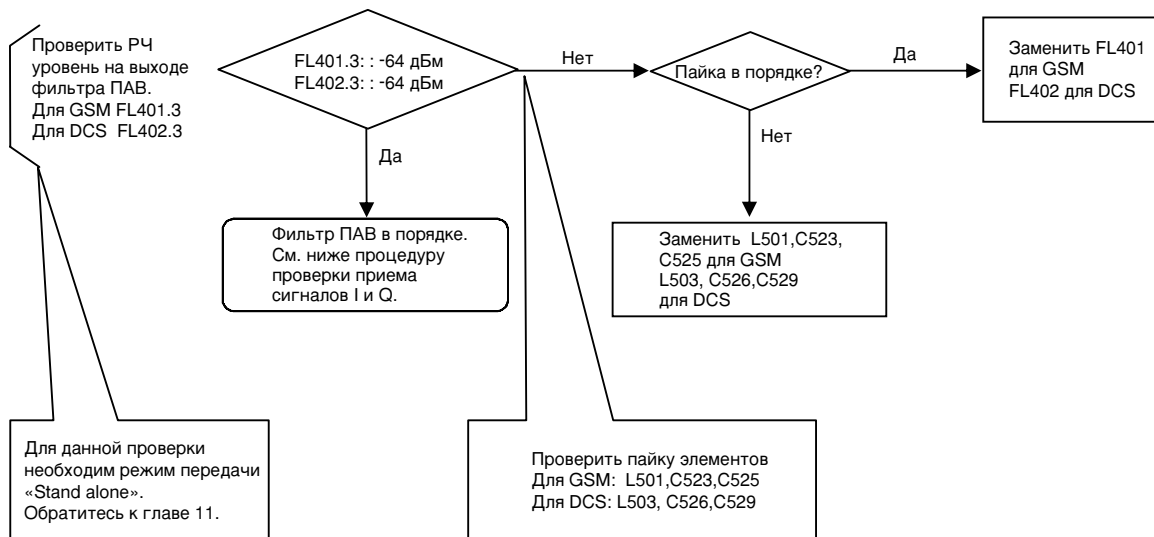 Проверить РЧ
уровень на выходе
фильтра ПАВ.
Для GSM FL401.3
Для DCS FL402.3
FL401.3: : -64 дБм
FL402.3: : -64 дБм
Нет
Пайка в порядке?
Да
Заменить FL401
для GSM
FL402 для DCS
Да
Нет
Фильтр ПАВ в порядке.
См. ниже процедуру
проверки приема
сигналов I и Q.
Заменить L501,C523,
C525 для GSM
L503, C526,C529
для DCS
Для данной проверки
необходим режим передачи
«Stand alone».
Обратитесь к главе 11.
Проверить пайку элементов
Для GSM: L501,C523,C525
Для DCS: L503, C526,C529